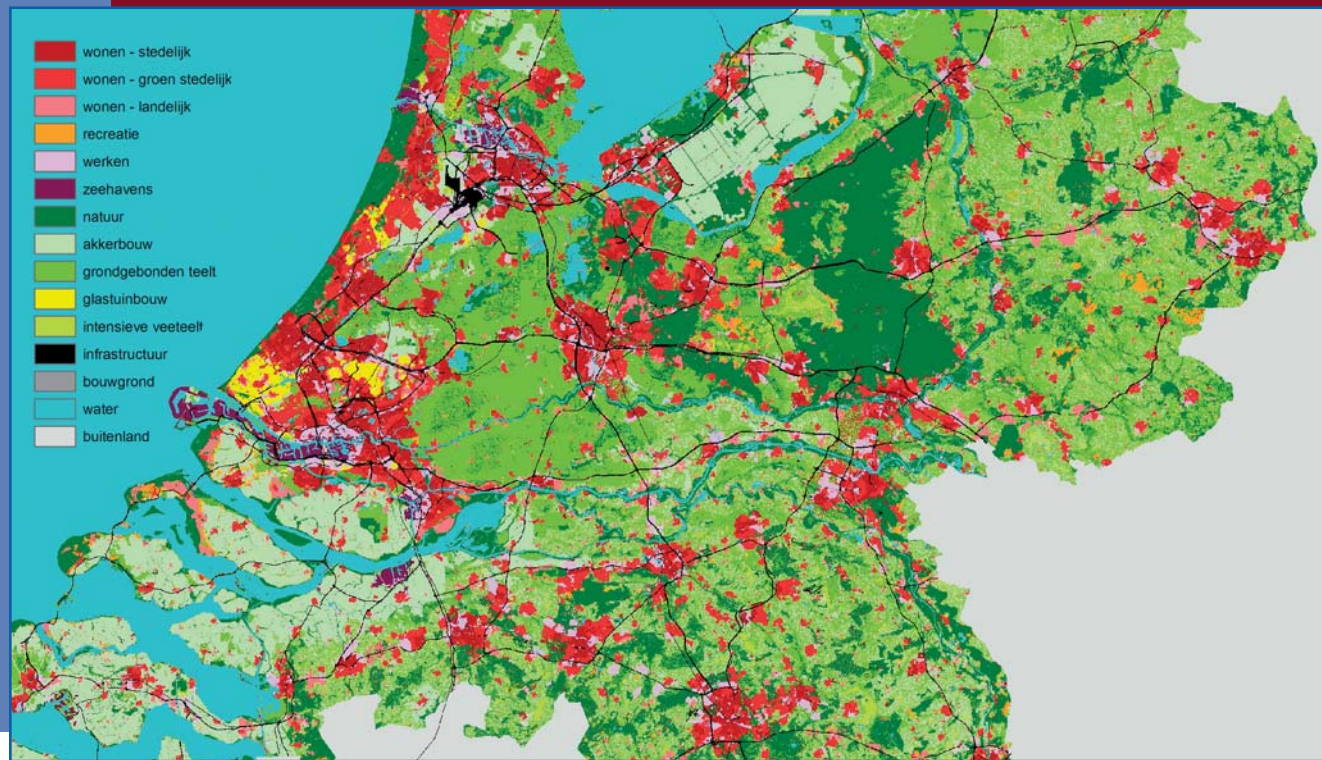 wonen - stedelijk
wonen - groen stedelijk
wonen - landelijk
recreatie
werken
zeehavens
natuur
akkerbouw
grondgebonden teelt
glastuinbouw
intensieve veeteelt
infrastructuur
bouwgrond
water
buitenland